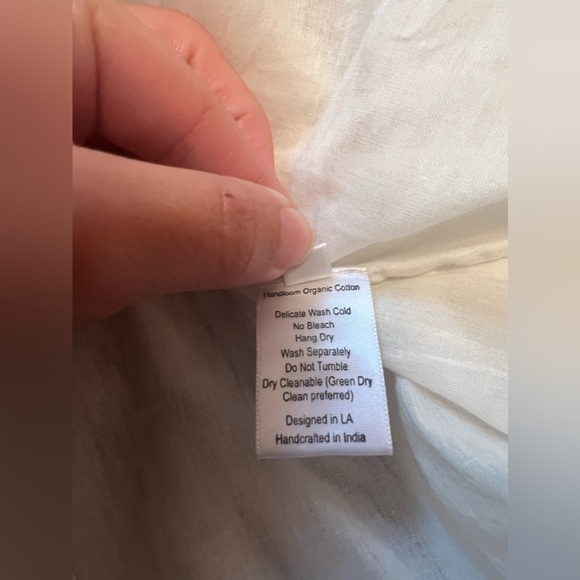 Handloom Organic Cotton
Delicate Wash Cold
No Bleach
Hang Dry
Wash Separately
Do Not Tumble
Dry Cleanable (Green Dry
Clean preferred)
Designed in LA
Handcrafted in India